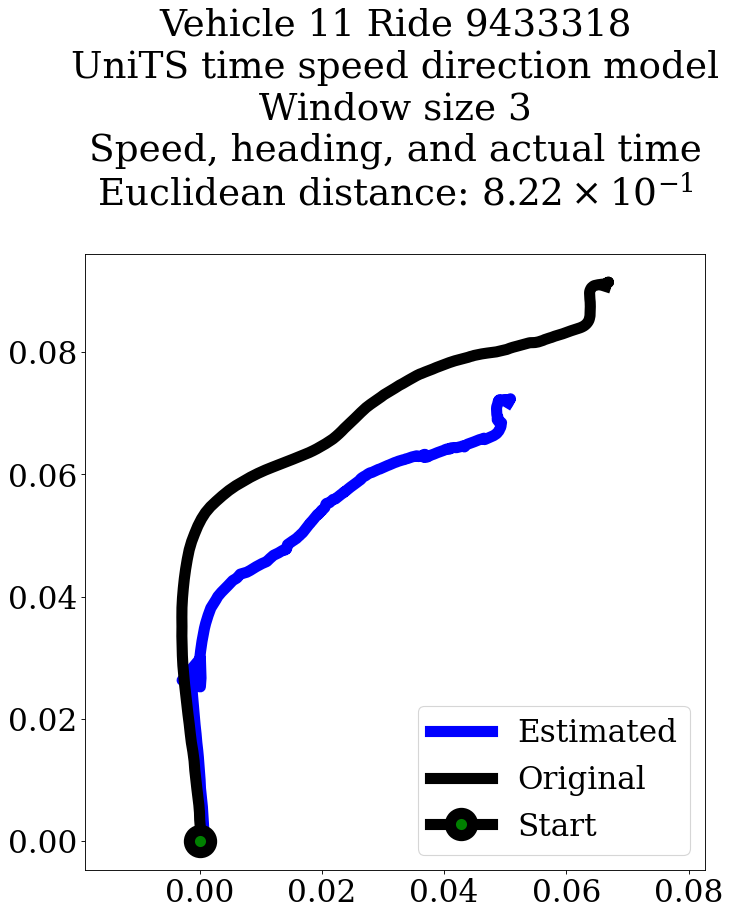 Vehicle 11 Ride 9433318
UniTS time speed direction model
Window size 3
Speed, heading, and actual time
Euclidean distance: 8.22 × 10⁻¹
0.08
0.06
0.04
0.02
0.00
Estimated
Original
Start
0.00 0.02 0.04 0.06 0.08